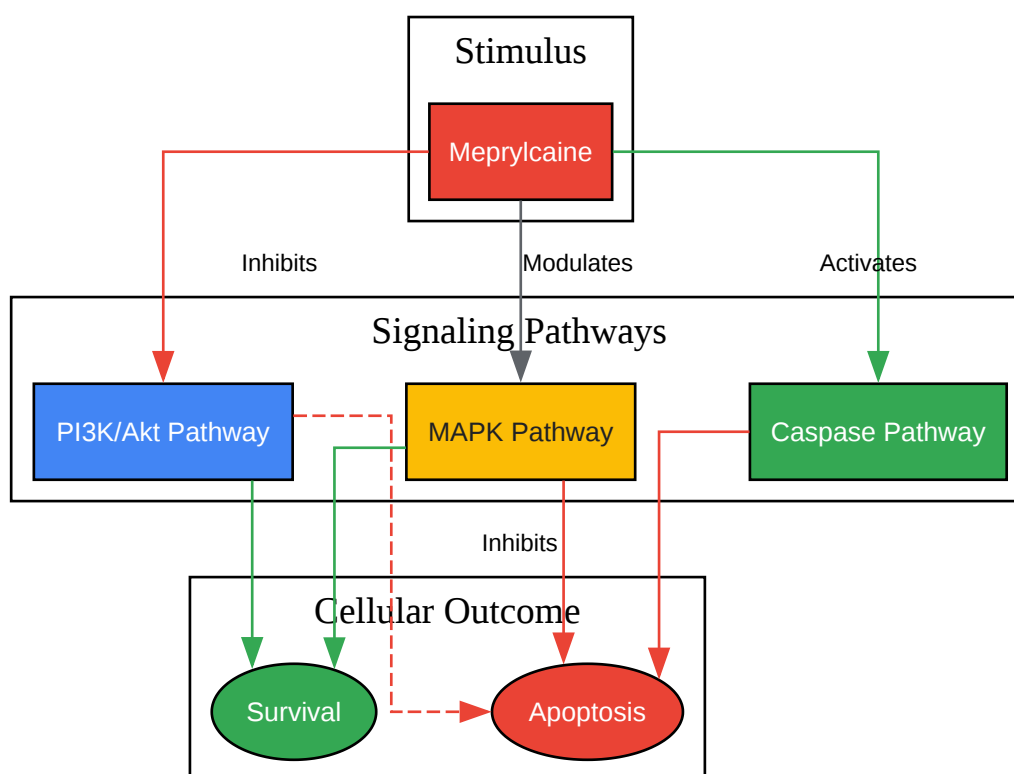 Stimulus
Meprylcaine
Inhibits
Modulates
Activates
Signaling Pathways
PI3K/Akt Pathway
MAPK Pathway
Caspase Pathway
Inhibits
Cellular Outcome
Survival
Apoptosis